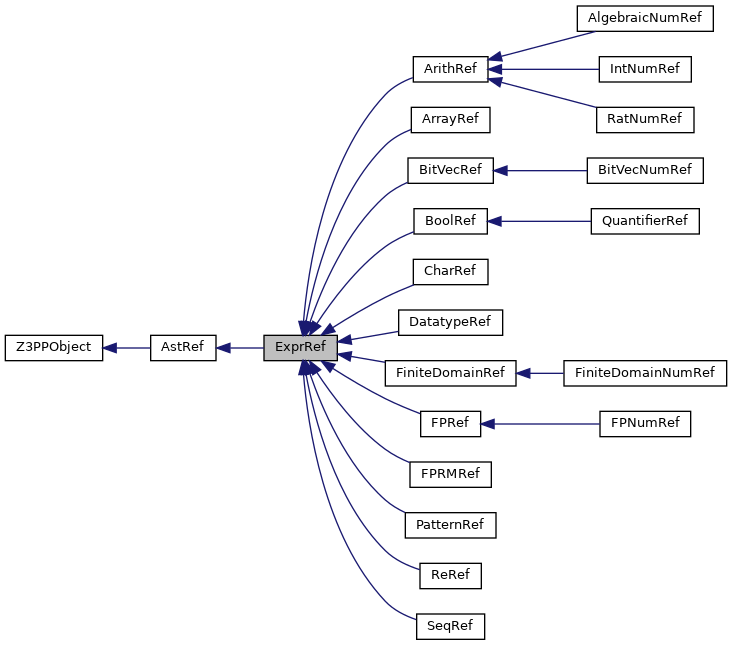 AlgebraicNumRef
ArithRef
IntNumRef
RatNumRef
ArrayRef
BitVecRef
BitVecNumRef
BoolRef
QuantifierRef
CharRef
DatatypeRef
Z3PPObject
AstRef
ExprRef
FiniteDomainRef
FiniteDomainNumRef
FPRef
FPNumRef
FPRMRef
PatternRef
ReRef
SeqRef